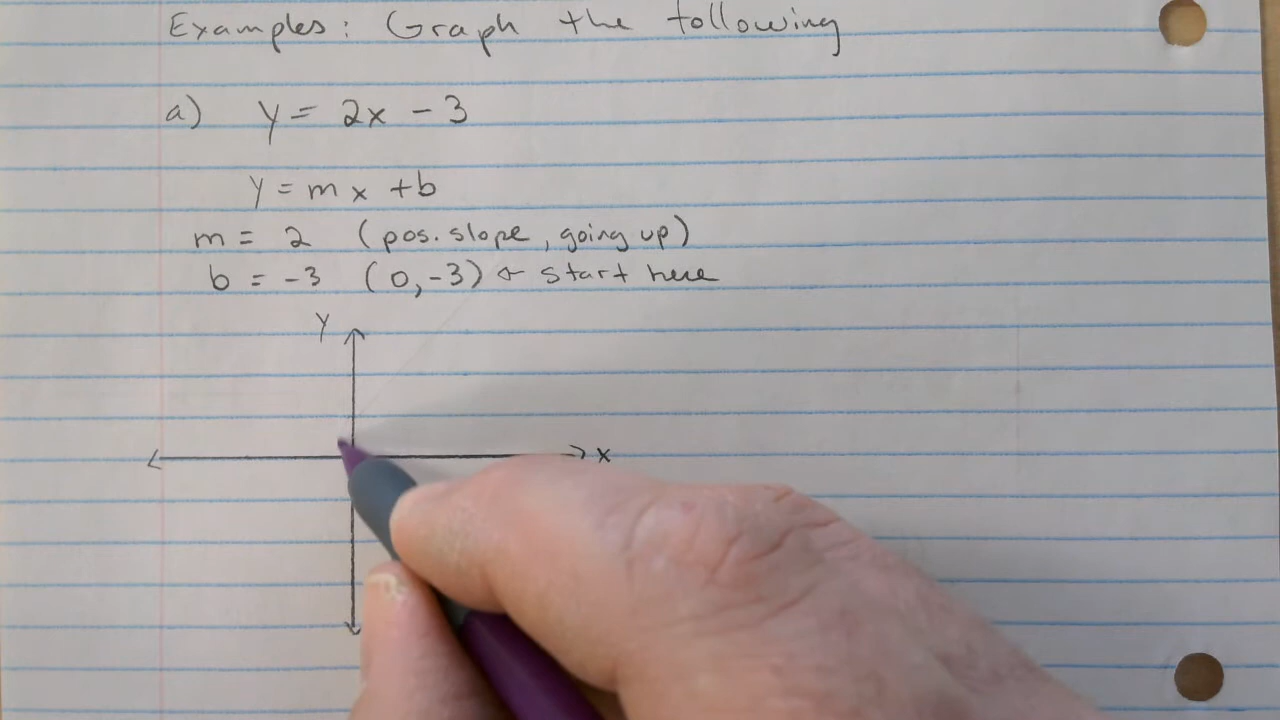 Examples: Graph the following
a) y = 2x - 3
y = mx + b
m = 2 (pos. slope, going up)
b = -3 (0,-3) ← start here
y
x